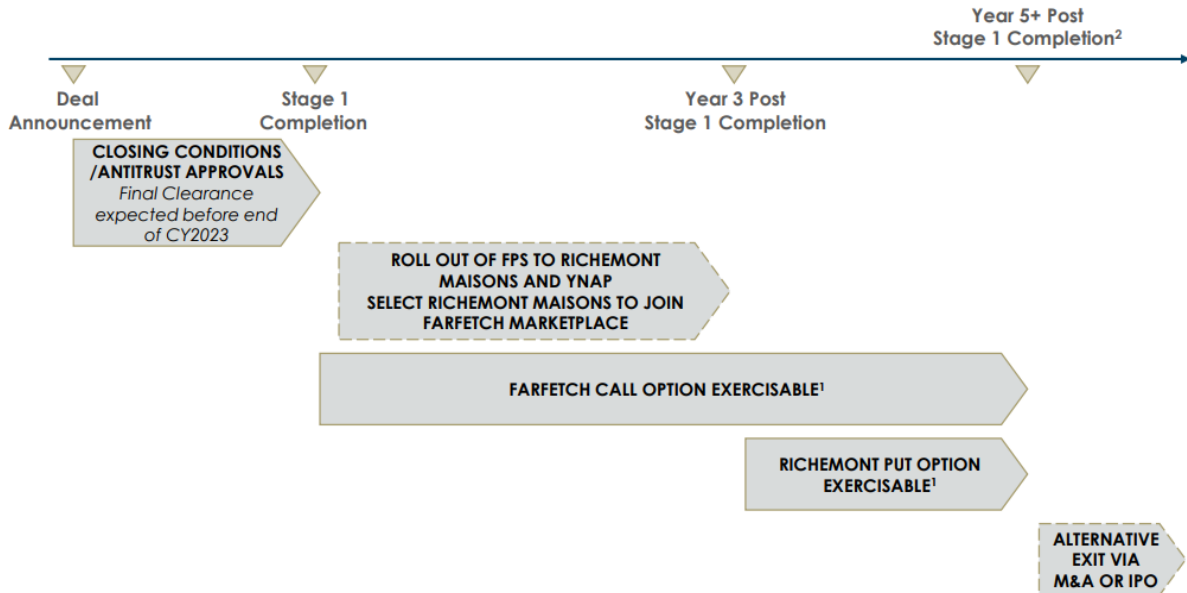 Year 5+ Post
Stage 1 Completion²
Deal
Announcement
Stage 1
Completion
Year 3 Post
Stage 1 Completion
CLOSING CONDITIONS
/ANTITRUST APPROVALS
Final Clearance
expected before end
of CY2023
ROLL OUT OF FPS TO RICHEMONT
MAISONS AND YNAP
SELECT RICHEMONT MAISONS TO JOIN
FARFETCH MARKETPLACE
FARFETCH CALL OPTION EXERCISABLE¹
RICHEMONT PUT OPTION
EXERCISABLE¹
ALTERNATIVE
EXIT VIA
M&A OR IPO